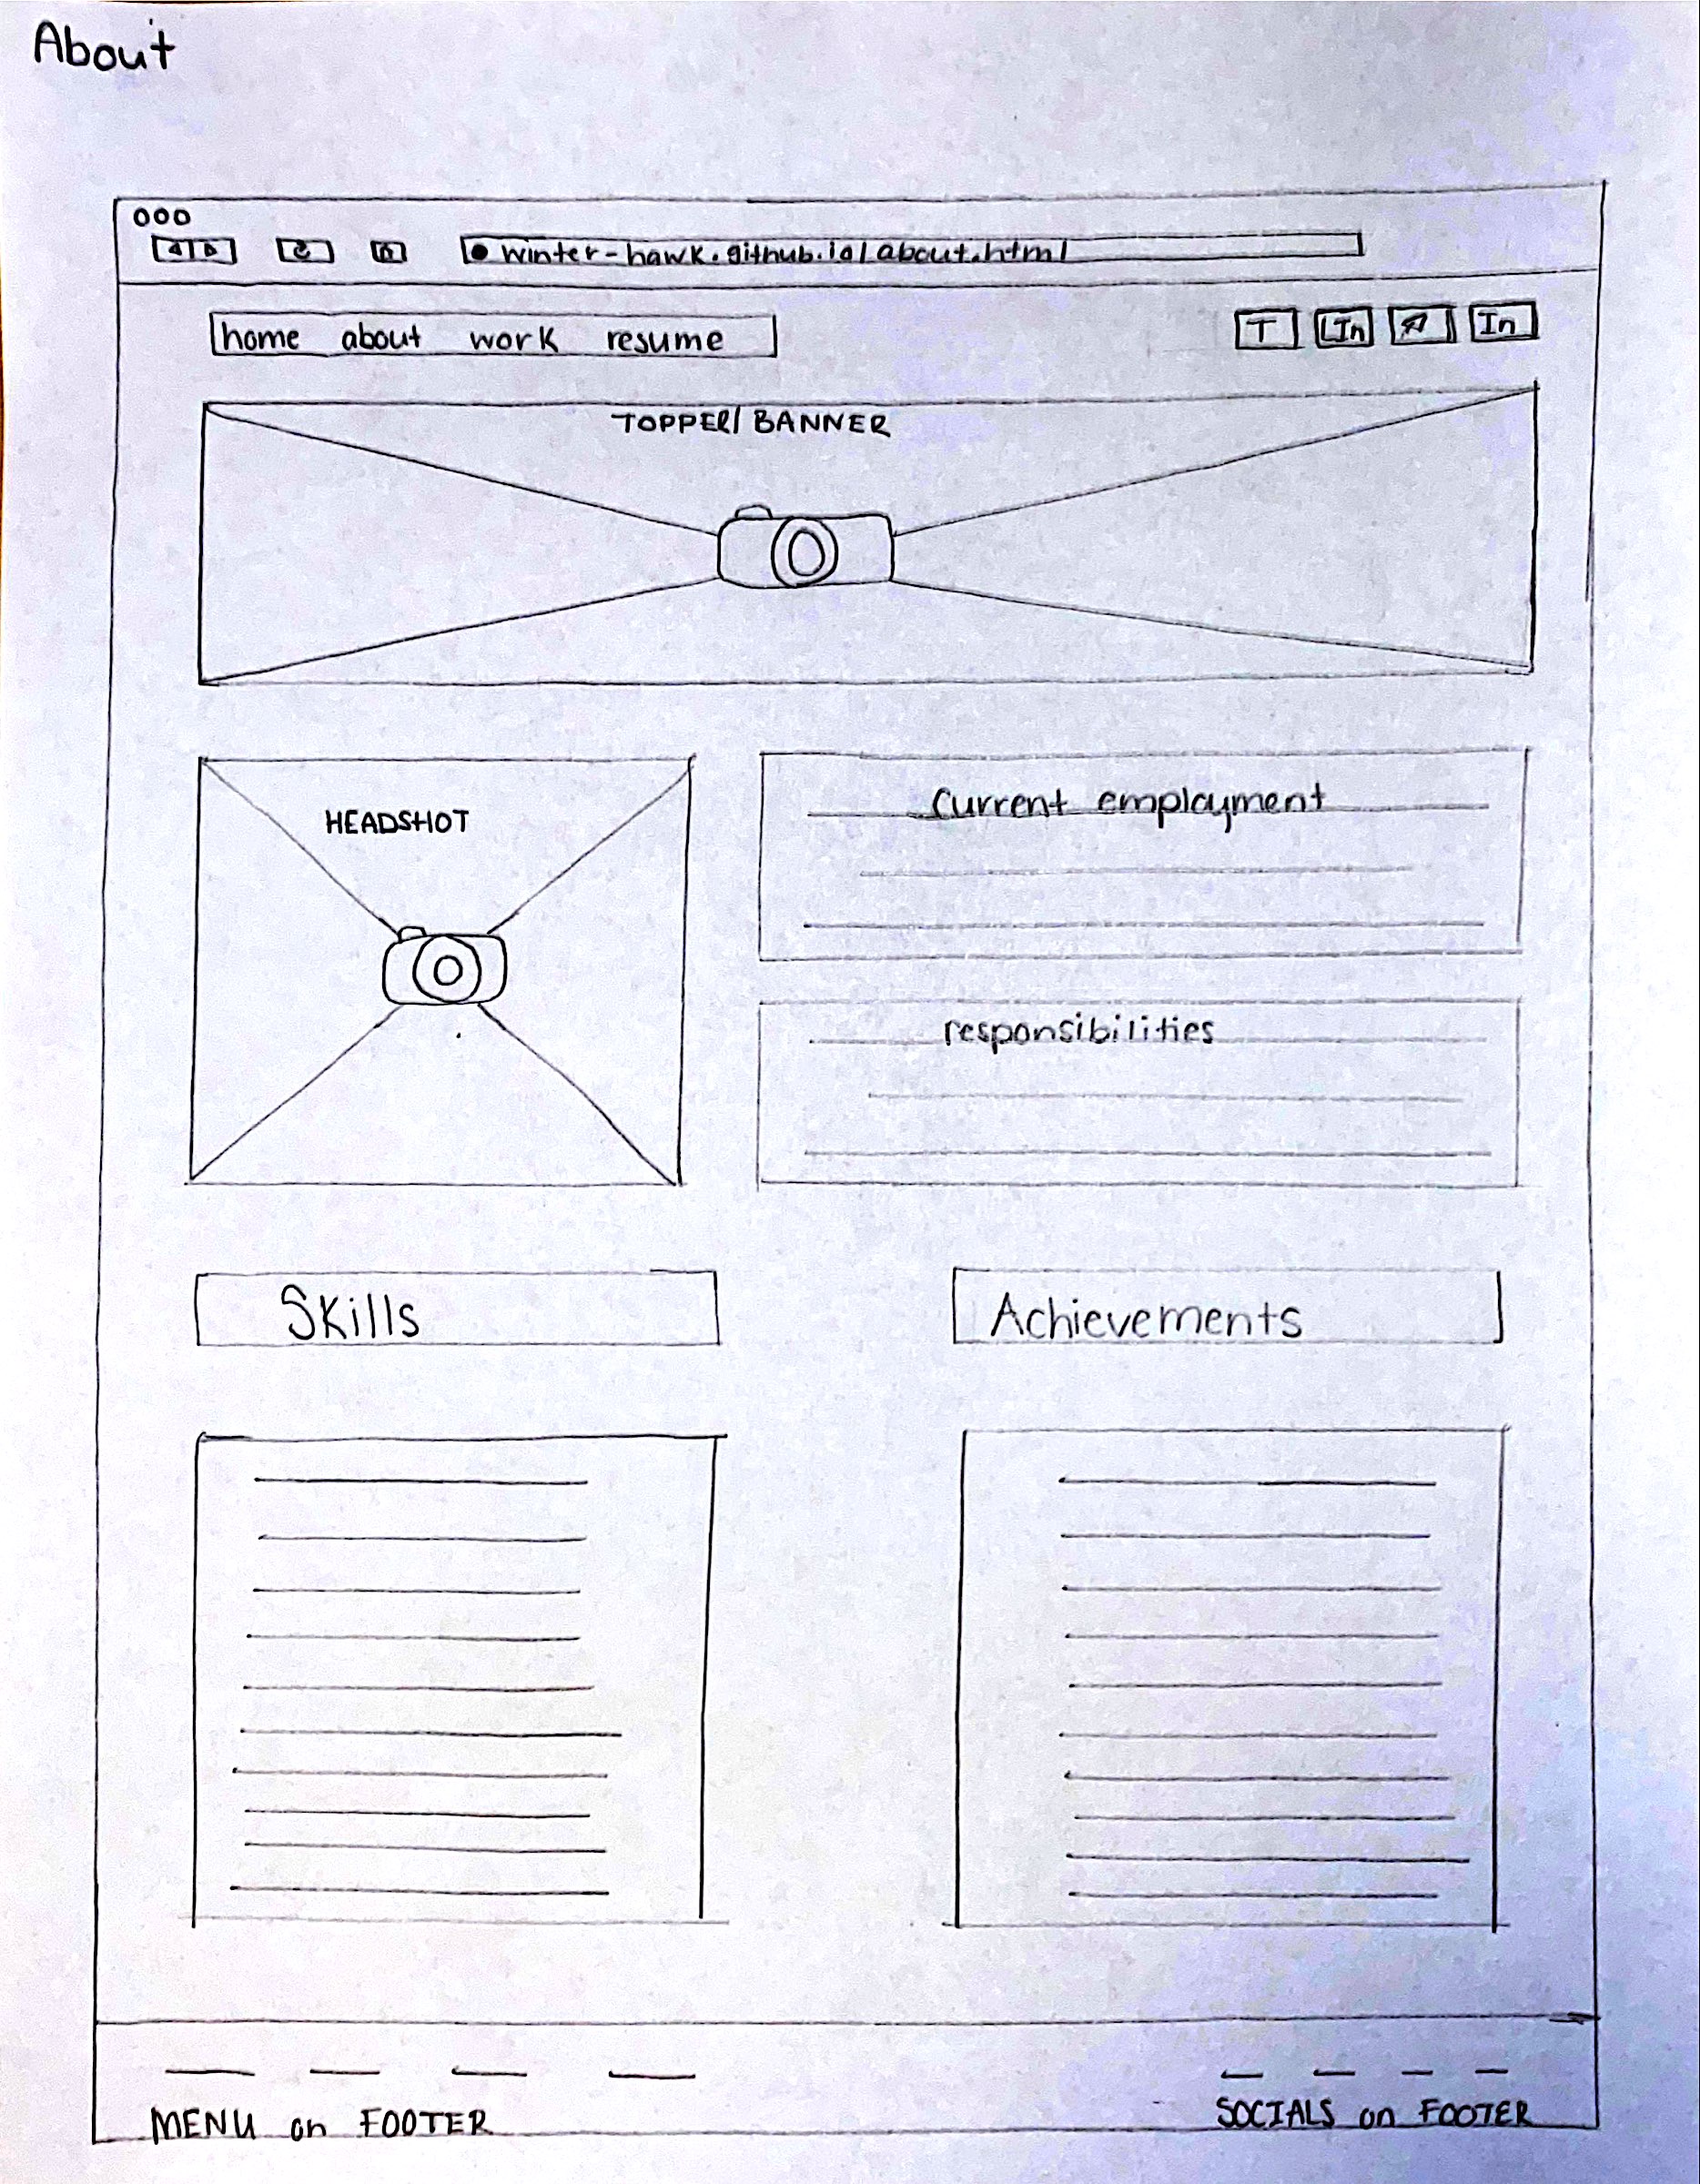 About
winter-hawk.github.io/about.html
home about work resume
T In In
TOPPER/BANNER
HEADSHOT
current employment
responsibilities
Skills
Achievements
MENU on FOOTER
SOCIALS on FOOTER